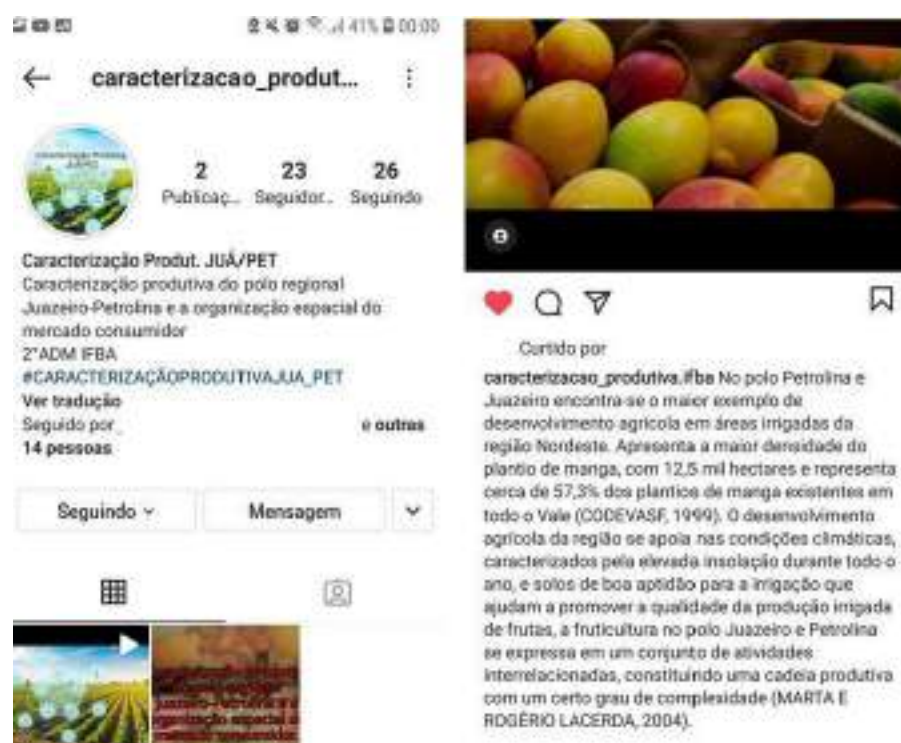 41% 00:00
caracterizacao_produt...
2 23 26
Publicaç... Seguidor... Seguindo
Caracterização Produt. JUÁ/PET
Caracterização produtiva do polo regional
Juazeiro-Petrolina e a organização espacial do
mercado consumidor
2°ADM IFBA
#CARACTERIZAÇÃOPRODUTIVAJUA_PET
Ver tradução
Seguido por e outras
14 pessoas
Seguindo Mensagem
Curtido por
caracterizacao_produtiva.ifba No polo Petrolina e
Juazeiro encontra-se o maior exemplo de
desenvolvimento agrícola em áreas irrigadas da
região Nordeste. Apresenta a maior densidade do
plantio de manga, com 12,5 mil hectares e representa
cerca de 57,3% dos plantios de manga existentes em
todo o Vale (CODEVASF, 1999). O desenvolvimento
agrícola da região se apoia nas condições climáticas,
caracterizados pela elevada insolação durante todo o
ano, e solos de boa aptidão para a irrigação que
ajudam a promover a qualidade da produção irrigada
de frutas, a fruticultura no polo Juazeiro e Petrolina
se expressa em um conjunto de atividades
interrelacionadas, constituindo uma cadeia produtiva
com um certo grau de complexidade (MARTA E
ROGÉRIO LACERDA, 2004).